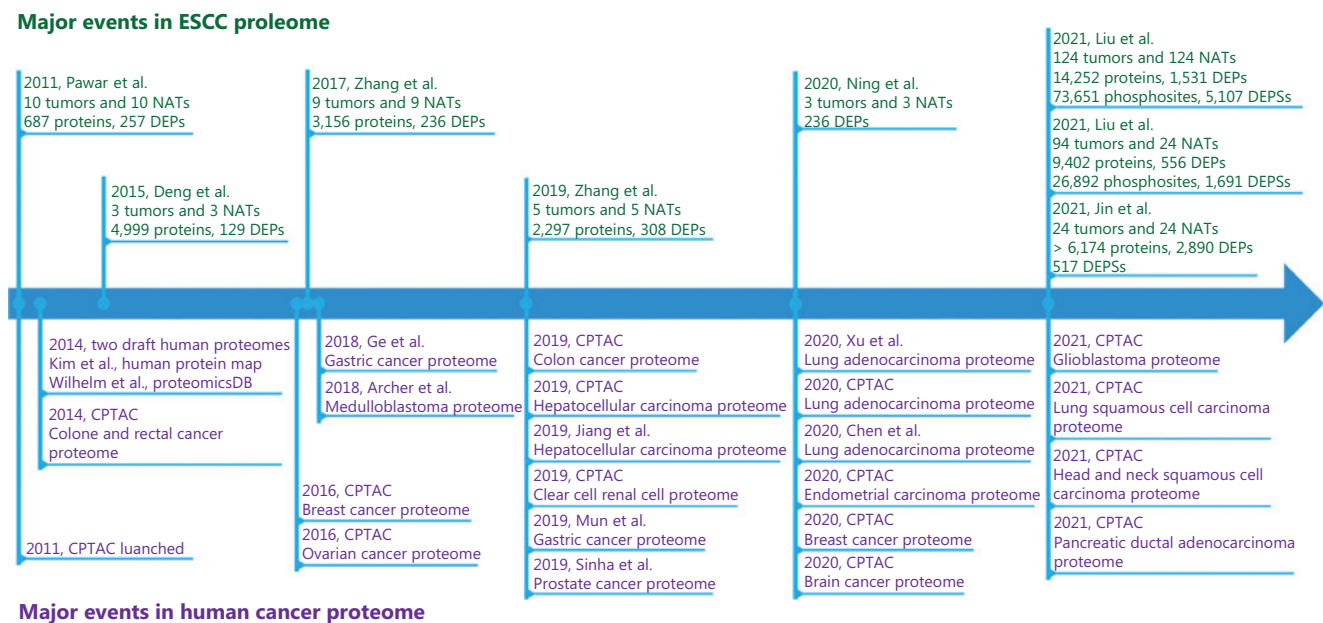 Major events in ESCC proleome
2011, Pawar et al.
10 tumors and 10 NATs
687 proteins, 257 DEPs
2015, Deng et al.
3 tumors and 3 NATs
4,999 proteins, 129 DEPs
2017, Zhang et al.
9 tumors and 9 NATs
3,156 proteins, 236 DEPs
2019, Zhang et al.
5 tumors and 5 NATs
2,297 proteins, 308 DEPs
2020, Ning et al.
3 tumors and 3 NATs
236 DEPs
2021, Liu et al.
124 tumors and 124 NATs
14,252 proteins, 1,531 DEPs
73,651 phosphosites, 5,107 DEPSs
2021, Liu et al.
94 tumors and 24 NATs
9,402 proteins, 556 DEPs
26,892 phosphosites, 1,691 DEPSs
2021, Jin et al.
24 tumors and 24 NATs
> 6,174 proteins, 2,890 DEPs
517 DEPSs
2014, two draft human proteomes
Kim et al., human protein map
Wilhelm et al., proteomicsDB
2014, CPTAC
Colone and rectal cancer
proteome
2011, CPTAC luanched
2018, Ge et al.
Gastric cancer proteome
2018, Archer et al.
Medulloblastoma proteome
2016, CPTAC
Breast cancer proteome
2016, CPTAC
Ovarian cancer proteome
2019, CPTAC
Colon cancer proteome
2019, CPTAC
Hepatocellular carcinoma proteome
2019, Jiang et al.
Hepatocellular carcinoma proteome
2019, CPTAC
Clear cell renal cell proteome
2019, Mun et al.
Gastric cancer proteome
2019, Sinha et al.
Prostate cancer proteome
2020, Xu et al.
Lung adenocarcinoma proteome
2020, CPTAC
Lung adenocarcinoma proteome
2020, Chen et al.
Lung adenocarcinoma proteome
2020, CPTAC
Endometrial carcinoma proteome
2020, CPTAC
Breast cancer proteome
2020, CPTAC
Brain cancer proteome
2021, CPTAC
Glioblastoma proteome
2021, CPTAC
Lung squamous cell carcinoma
proteome
2021, CPTAC
Head and neck squamous cell
carcinoma proteome
2021, CPTAC
Pancreatic ductal adenocarcinoma
proteome
Major events in human cancer proteome